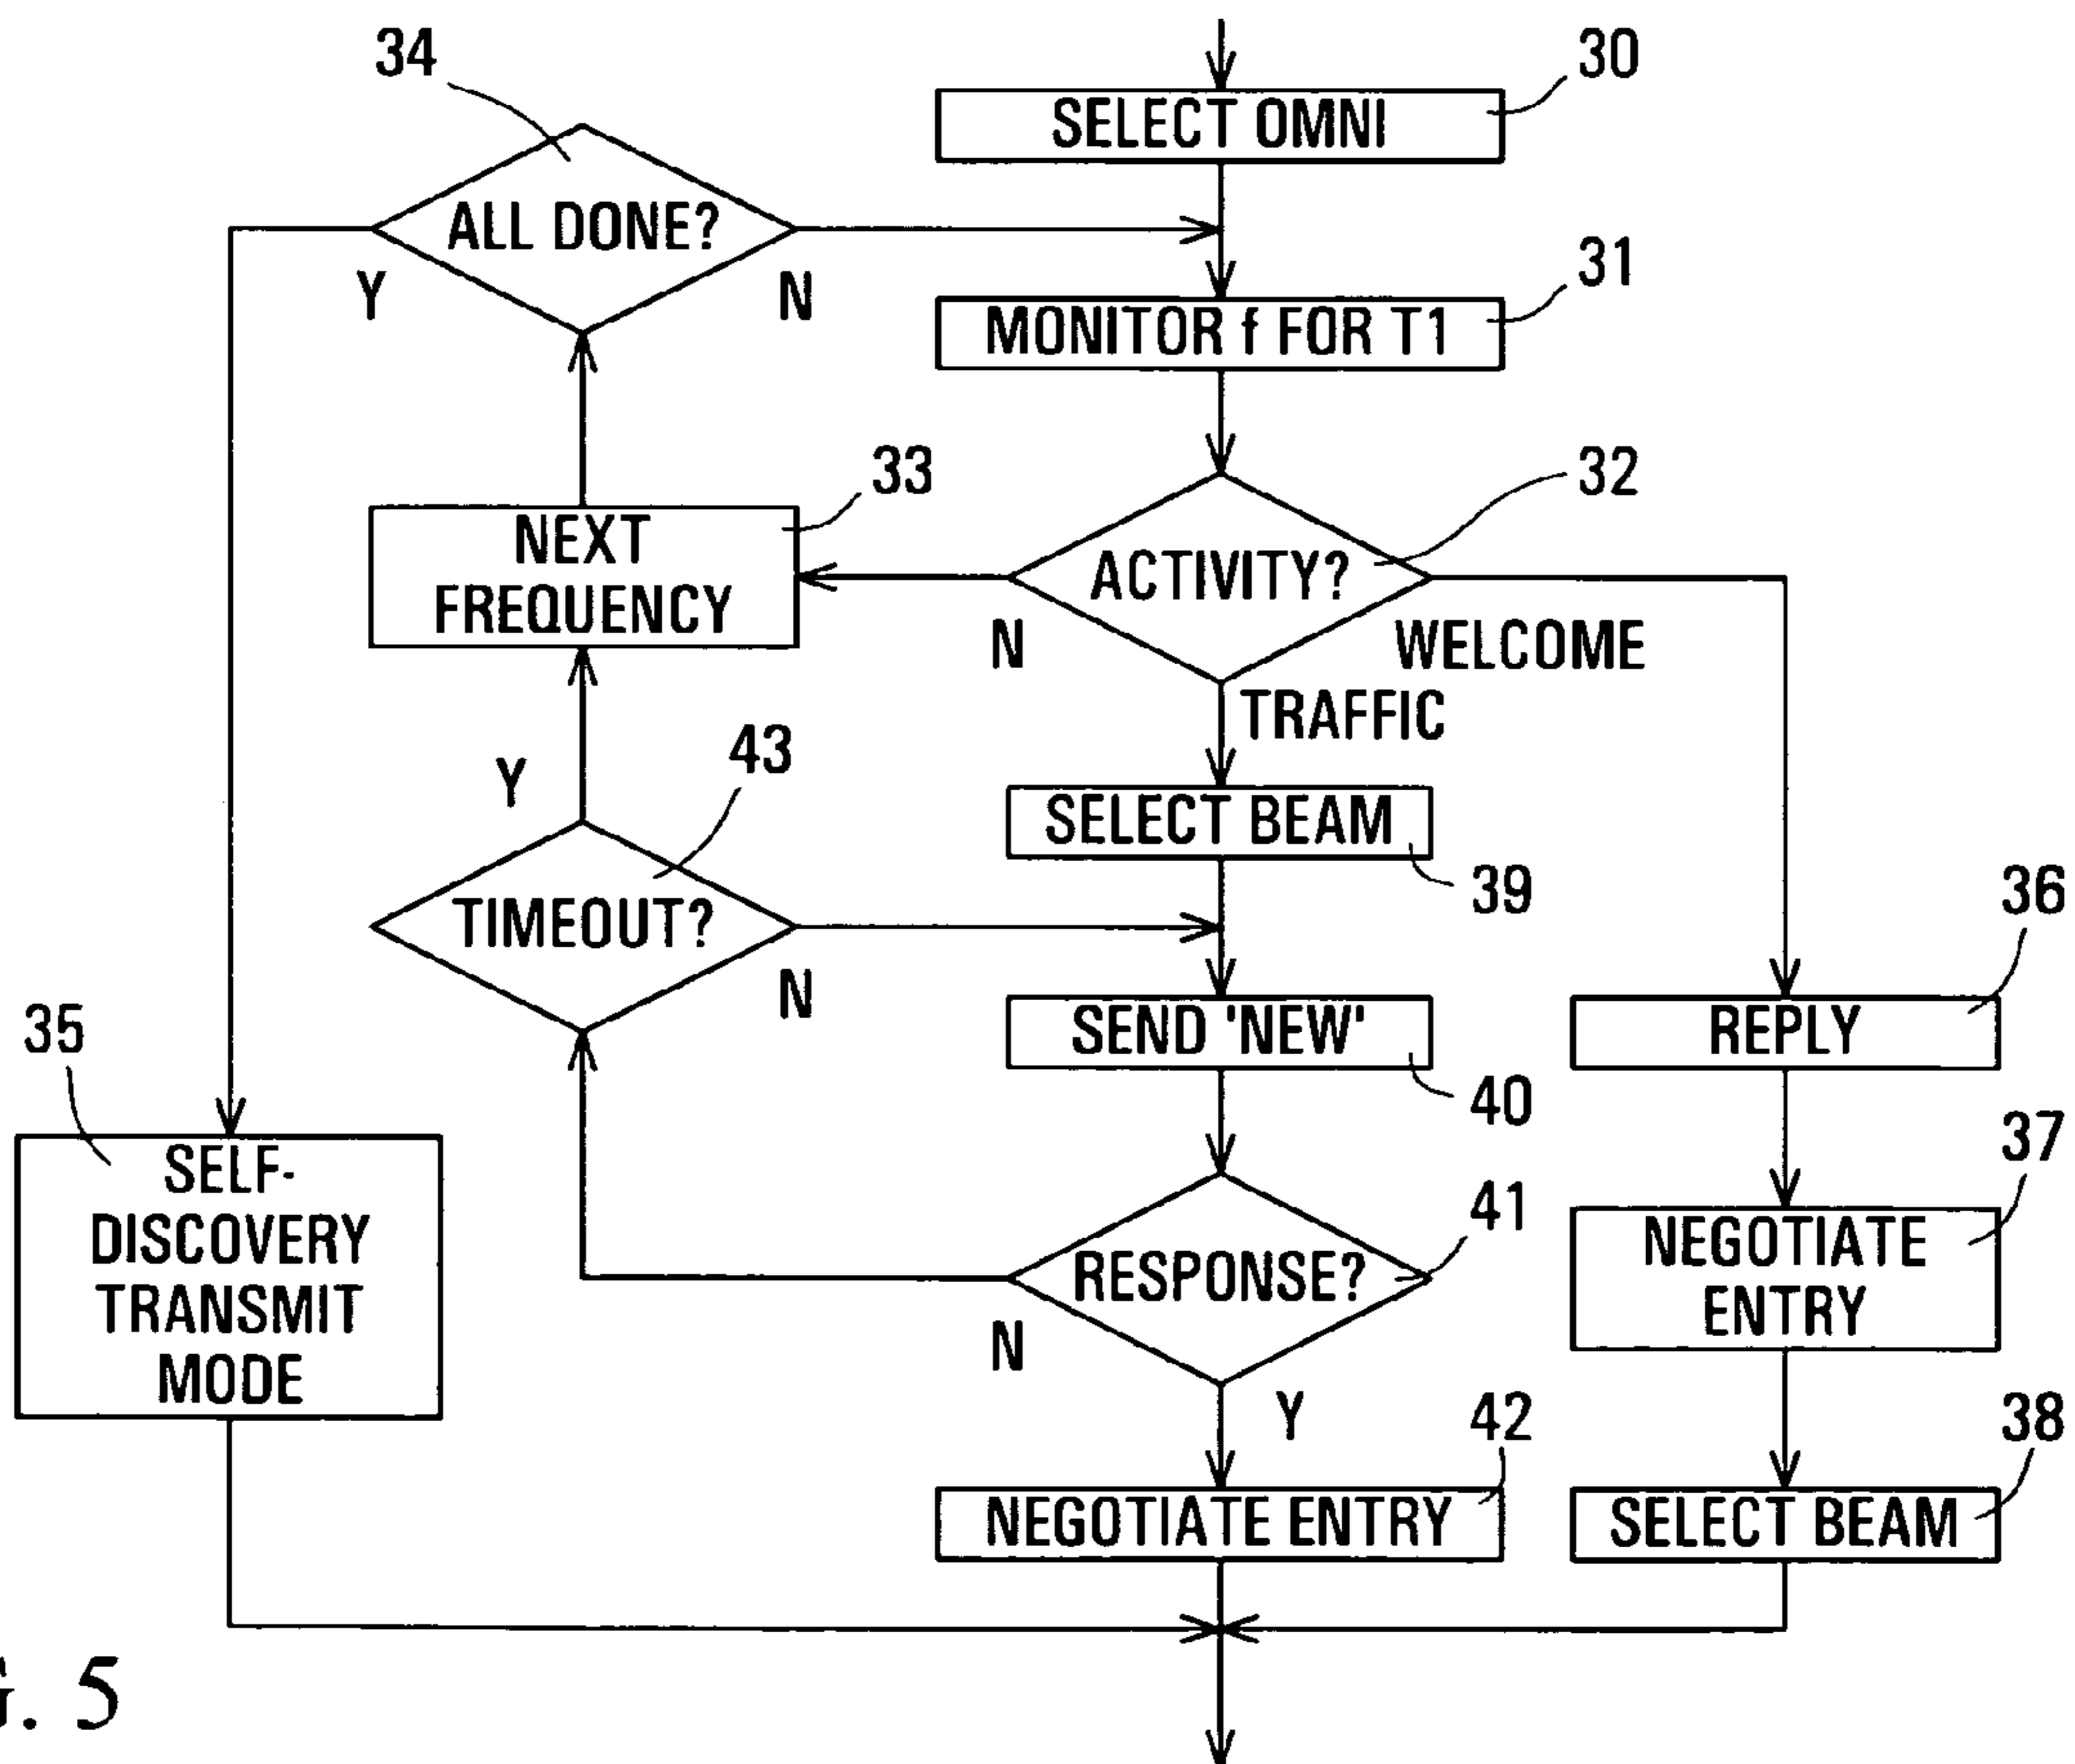 34
30
SELECT OMNI
ALL DONE?
Y
N
31
MONITOR f FOR T1
33
32
NEXT
FREQUENCY
ACTIVITY?
N
WELCOME
TRAFFIC
43
Y
SELECT BEAM
39
36
TIMEOUT?
N
35
SEND 'NEW'
REPLY
40
37
SELF-
DISCOVERY
TRANSMIT
MODE
41
RESPONSE?
NEGOTIATE
ENTRY
N
Y
42
38
NEGOTIATE ENTRY
SELECT BEAM
G. 5